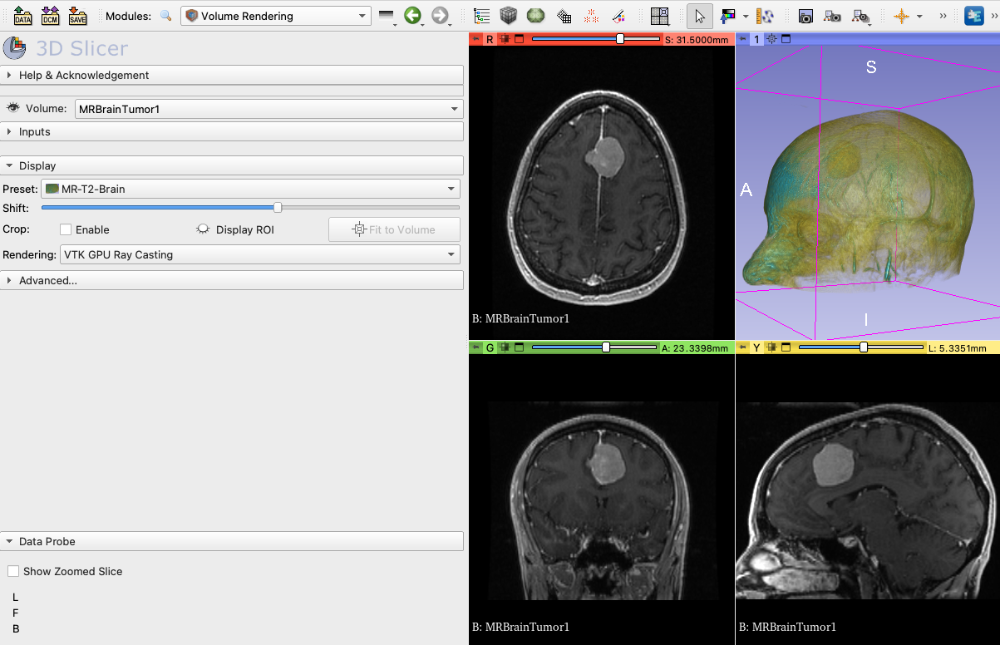 DATA
DCM
SAVE
Modules:
Volume Rendering
3D Slicer
Help & Acknowledgement
Volume:
MRBrainTumor1
Inputs
Display
Preset:
MR-T2-Brain
Shift:
Crop:
Enable
Display ROI
Fit to Volume
Rendering:
VTK GPU Ray Casting
Advanced...
Data Probe
Show Zoomed Slice
L
F
B
R
S: 31.5000mm
B: MRBrainTumor1
1
S
A
I
G
A: 23.3398mm
B: MRBrainTumor1
Y
L: 5.3351mm
B: MRBrainTumor1